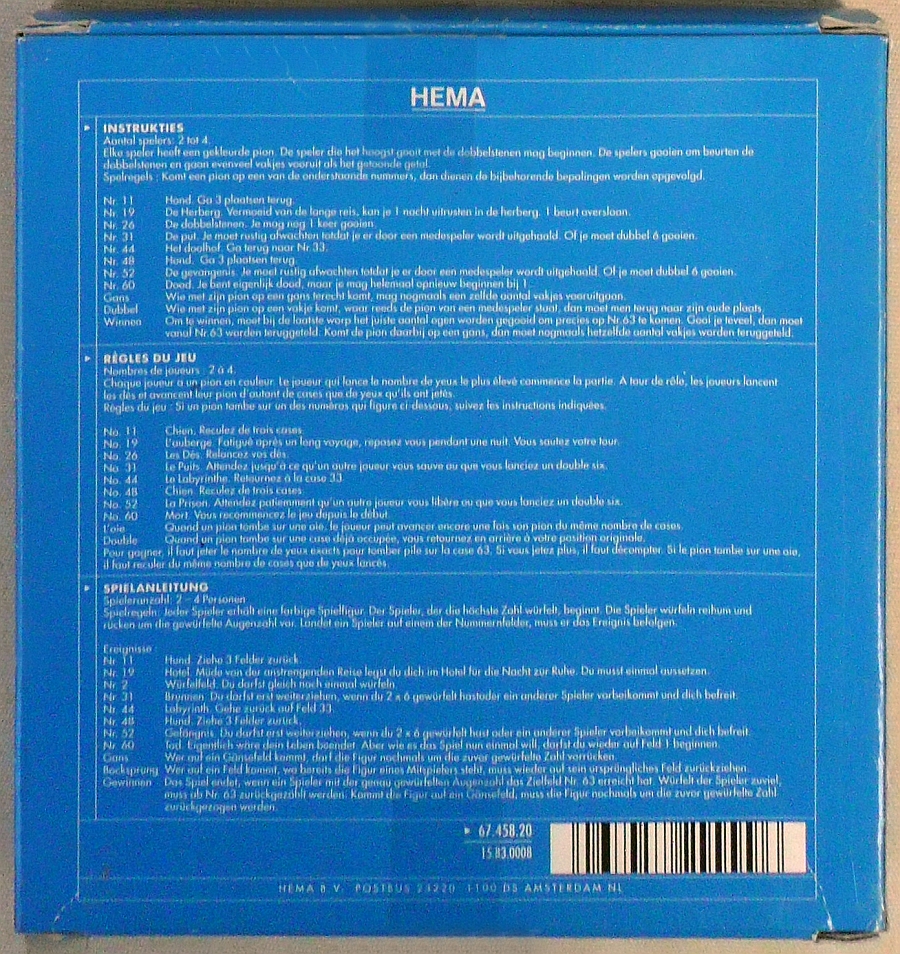 HEMA
INSTRUKTIES
Aantal spelers: 2 tot 4.
Elke speler heeft een gekleurde pion. De speler die het hoogst gooit met de dobbelstenen mag beginnen. De spelers gooien om beurten de
dobbelstenen en gaan evenveel vakjes vooruit als het getoonde getal.
Spelregels : Komt een pion op een van de onderstaande nummers, dan dienen de bijbehorende bepalingen worden opgevolgd.
Nr. 11 Hond. Ga 3 plaatsen terug.
Nr. 19 De Herberg. Vermoeid van de lange reis, kan je 1 nacht uitrusten in de herberg. 1 beurt overslaan.
Nr. 26 De dobbelstenen. Je mag nog 1 keer gooien.
Nr. 31 De put. Je moet rustig afwachten totdat je er door een medespeler wordt uitgehaald. Of je moet dubbel 6 gooien.
Nr. 44 Het doolhof. Ga terug naar Nr. 33.
Nr. 48 Hond. Ga 3 plaatsen terug.
Nr. 52 De gevangenis. Je moet rustig afwachten totdat je er door een medespeler wordt uitgehaald. Of je moet dubbel 6 gooien.
Nr. 60 Dood. Je bent eigenlijk dood, maar je mag helemaal opnieuw beginnen bij 1.
Gans Wie met zijn pion op een gans terecht komt, mag nogmaals een zelfde aantal vakjes vooruitgaan.
Dubbel Wie met zijn pion op een vakje komt, waar reeds de pion van een medespeler staat, dan moet men terug naar zijn oude plaats.
Winnen Om te winnen, moet bij de laatste worp het juiste aantal ogen worden gegooid om precies op Nr. 63 te komen. Gooi je teveel, dan moet
vanaf Nr. 63 worden teruggeteld. Komt de pion daarbij op een gans, dan moet nogmaals hetzelfde aantal vakjes worden teruggeteld.
RÈGLES DU JEU
Nombres de joueurs : 2 à 4.
Chaque joueur a un pion en couleur. Le joueur qui lance le nombre de yeux le plus élevé commence la partie. A tour de rôle, les joueurs lancent
les dés et avancent leur pion d'autant de cases que de yeux qu'ils ont jetés.
Règles du jeu : Si un pion tombe sur un des numéros qui figure ci-dessous, suivez les instructions indiquées.
No. 11 Chien. Reculez de trois cases.
No. 19 L'auberge. Fatigué après un long voyage, reposez vous pendant une nuit. Vous sautez votre tour.
No. 26 Les Dés. Relancez vos dés.
No. 31 Le Puits. Attendez jusqu'à ce qu'un autre joueur vous sauve ou que vous lanciez un double six.
No. 44 Le Labyrinthe. Retournez à la case 33.
No. 48 Chien. Reculez de trois cases.
No. 52 La Prison. Attendez patiemment qu'un autre joueur vous libère ou que vous lanciez un double six.
No. 60 Mort. Vous recommencez le jeu depuis le début.
L'oie Quand un pion tombe sur une oie, le joueur peut avancer encore une fois son pion du même nombre de cases.
Double Quand un pion tombe sur une case déjà occupée, vous retournez en arrière à votre position originale.
Pour gagner, il faut jeter le nombre de yeux exacts pour tomber pile sur la case 63. Si vous jetez plus, il faut décompter. Si le pion tombe sur une oie,
il faut reculer du même nombre de cases que de yeux lancés.
SPIELANLEITUNG
Spieleranzahl: 2 – 4 Personen
Spielregeln: Jeder Spieler erhält eine farbige Spielfigur. Der Spieler, der die höchste Zahl würfelt, beginnt. Die Spieler würfeln reihum und
rücken um die gewürfelte Augenzahl vor. Landet ein Spieler auf einem der Nummernfelder, muss er das Ereignis befolgen.
Ereignisse :
Nr 11 Hund. Ziehe 3 Felder zurück.
Nr. 19 Hotel. Müde von der anstrengenden Reise legst du dich im Hotel für die Nacht zur Ruhe. Du musst einmal aussetzen.
Nr. 2 Würfelfeld. Du darfst gleich noch einmal würfeln.
Nr. 31 Brunnen. Du darfst erst weiterziehen, wenn du 2 x 6 gewürfelt hastoder ein anderer Spieler vorbeikommt und dich befreit.
Nr. 44 Labyrinth. Gehe zurück auf Feld 33.
Nr. 48 Hund. Ziehe 3 Felder zurück.
Nr. 52 Gefängnis. Du darfst erst weiterziehen, wenn du 2 x 6 gewürfelt hast oder ein anderer Spieler vorbeikommt und dich befreit.
Nr 60 Tod. Eigentlich wäre dein Leben beendet. Aber wie es das Spiel nun einmal will, darfst du wieder auf Feld 1 beginnen.
Gans Wer auf ein Gänsefeld kommt, darf die Figur nochmals um die zuvor gewürfelte Zahl vorrücken.
Bocksprung Wer auf ein Feld kommt, wo bereits die Figur eines Mitspielers steht, muss wieder auf sein ursprüngliches Feld zurückziehen.
Gewinnen Das Spiel endet, wenn ein Spieler mit der genau gewürfelten Augenzahl das Zielfeld Nr. 63 erreicht hat. Würfelt der Spieler zuviel,
muss ab Nr. 63 zurückgezählt werden. Kommt die Figur auf ein Gänsefeld, muss die Figur nochmals um die zuvor gewürfelte Zahl
zurückgezogen werden.
67.458.20
15 83.0008
HEMA B.V. POSTBUS 23220 1100 DS AMSTERDAM NL